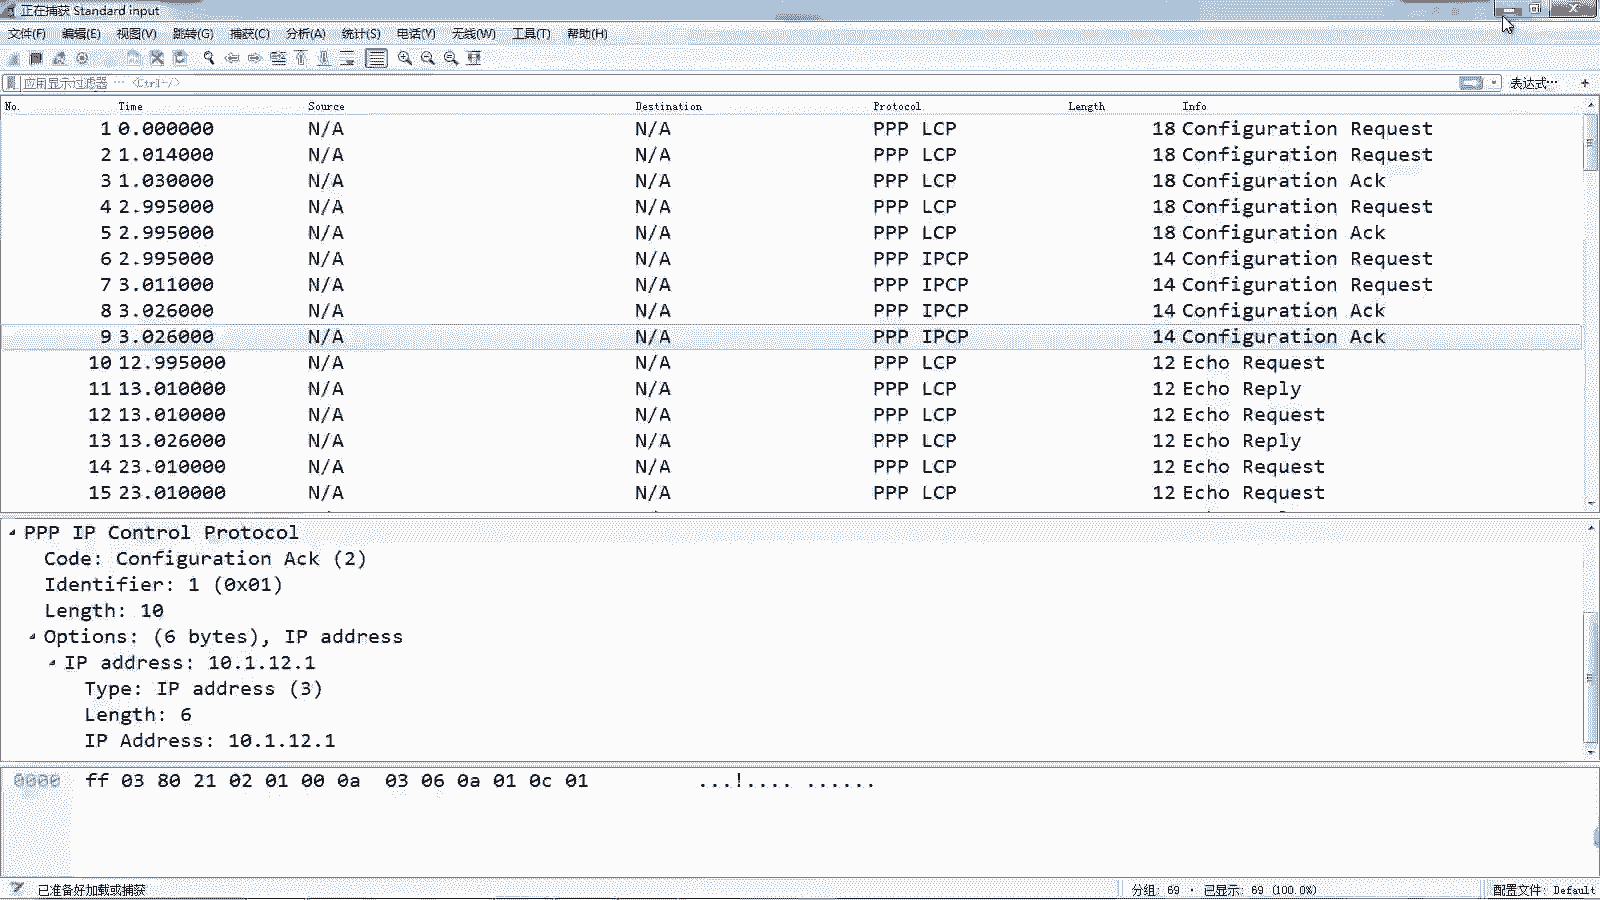 正在捕获 Standard input
文件(F) 编辑(E) 视图(V) 跳转(G) 捕获(C) 分析(A) 统计(S) 电话(Y) 无线(W) 工具(T) 帮助(H)
应用显示过滤器 … <Ctrl-/> 表达式… +
No. Time Source Destination Protocol Length Info
1 0.000000 N/A N/A PPP LCP 18 Configuration Request
2 1.014000 N/A N/A PPP LCP 18 Configuration Request
3 1.030000 N/A N/A PPP LCP 18 Configuration Ack
4 2.995000 N/A N/A PPP LCP 18 Configuration Request
5 2.995000 N/A N/A PPP LCP 18 Configuration Ack
6 2.995000 N/A N/A PPP IPCP 14 Configuration Request
7 3.011000 N/A N/A PPP IPCP 14 Configuration Request
8 3.026000 N/A N/A PPP IPCP 14 Configuration Ack
9 3.026000 N/A N/A PPP IPCP 14 Configuration Ack
10 12.995000 N/A N/A PPP LCP 12 Echo Request
11 13.010000 N/A N/A PPP LCP 12 Echo Reply
12 13.010000 N/A N/A PPP LCP 12 Echo Request
13 13.026000 N/A N/A PPP LCP 12 Echo Reply
14 23.010000 N/A N/A PPP LCP 12 Echo Request
15 23.010000 N/A N/A PPP LCP 12 Echo Request
PPP IP Control Protocol
Code: Configuration Ack (2)
Identifier: 1 (0x01)
Length: 10
Options: (6 bytes), IP address
IP address: 10.1.12.1
Type: IP address (3)
Length: 6
IP Address: 10.1.12.1
0000 ff 03 80 21 02 01 00 0a 03 06 0a 01 0c 01 ...!.... ......
已准备好加载或捕获 分组: 69 · 已显示: 69 (100.0%) 配置文件: Default